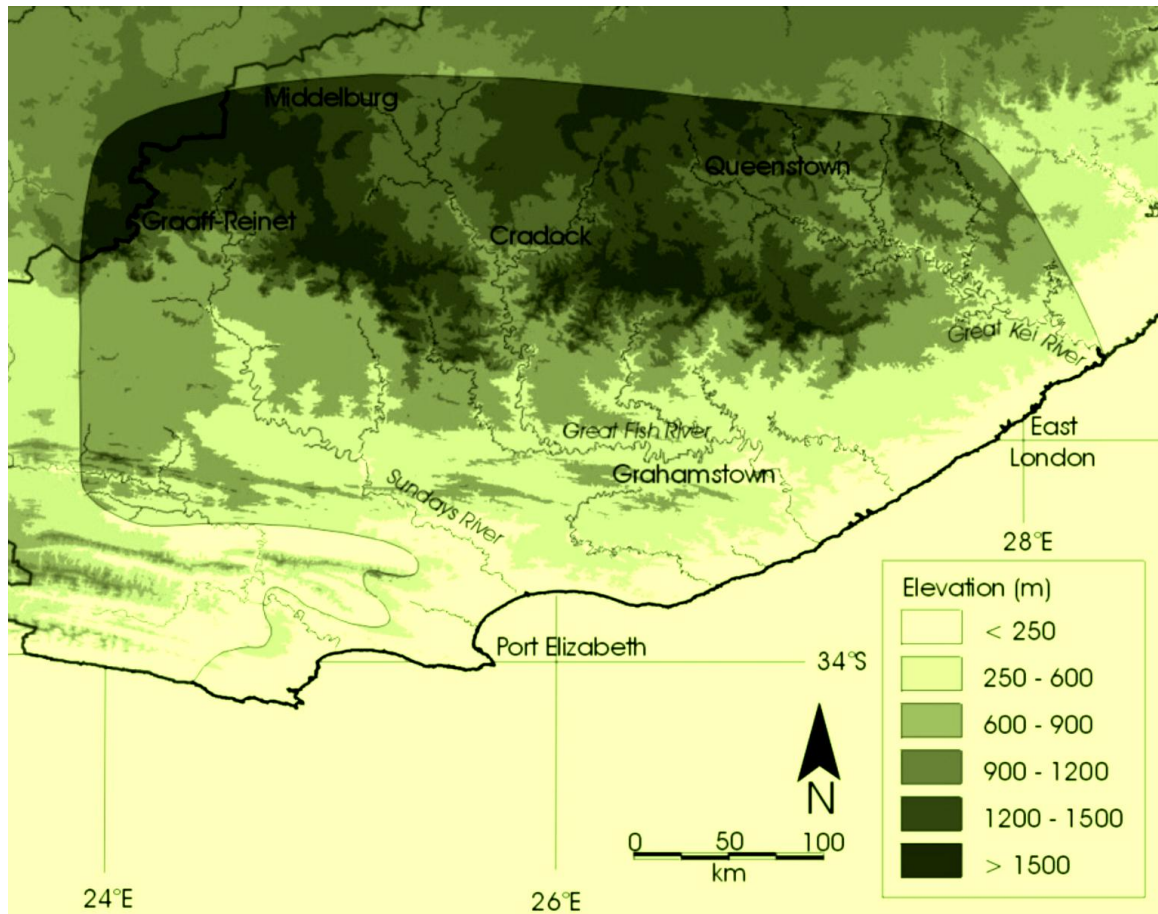 Middelburg
Queenstown
Graaff-Reinet
Cradock
Great Kei River
Great Fish River
East
London
Grahamstown
Sundays River
28°E
Port Elizabeth
34°S
Elevation (m)
< 250
250 - 600
600 - 900
900 - 1200
1200 - 1500
> 1500
N
0 50 100
km
24°E
26°E